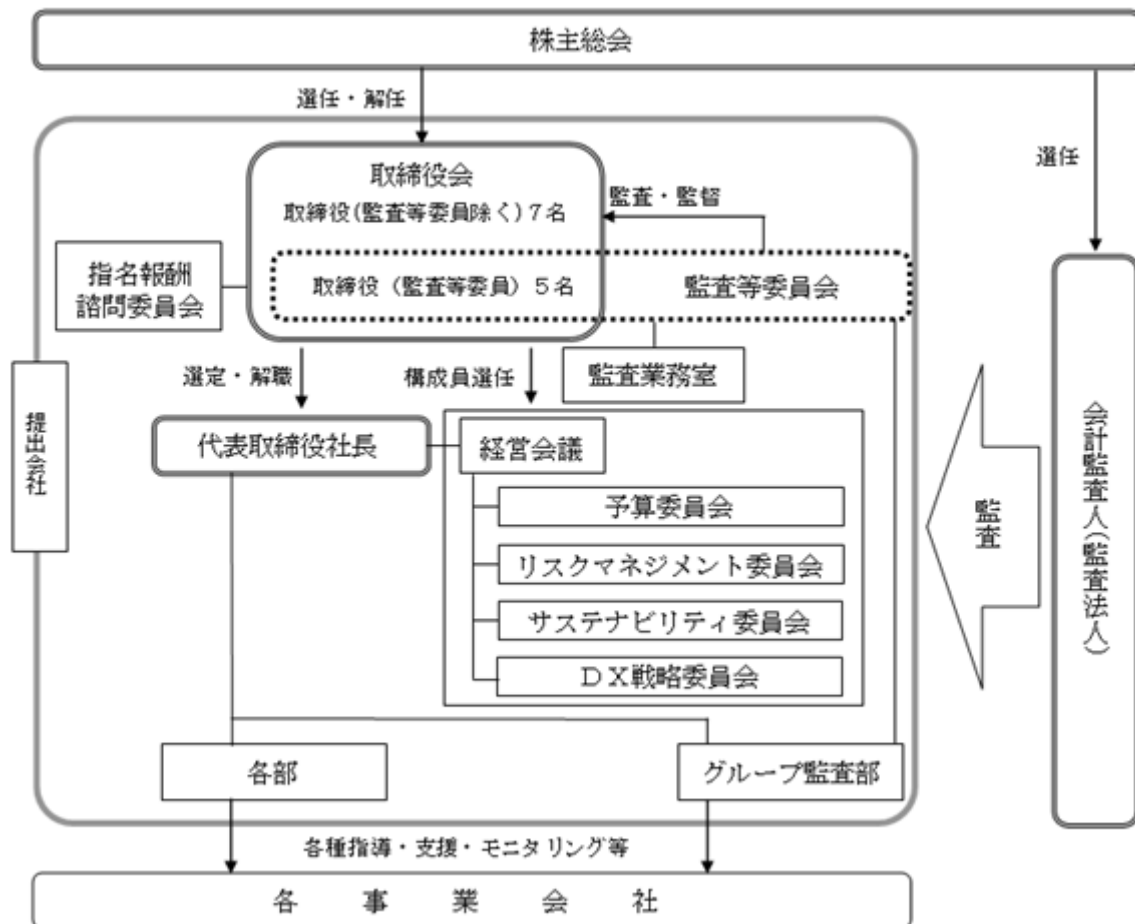 株主総会
選任・解任
選任
取締役会
取締役(監査等委員除く)7名
監査・監督
指名報酬
諮問委員会
取締役(監査等委員)5名
監査等委員会
選定・解職
構成員選任
監査業務室
提出会社
代表取締役社長
経営会議
予算委員会
リスクマネジメント委員会
サステナビリティ委員会
DX戦略委員会
監査
会計監査人(監査法人)
各部
グループ監査部
各種指導・支援・モニタリング等
各事業会社